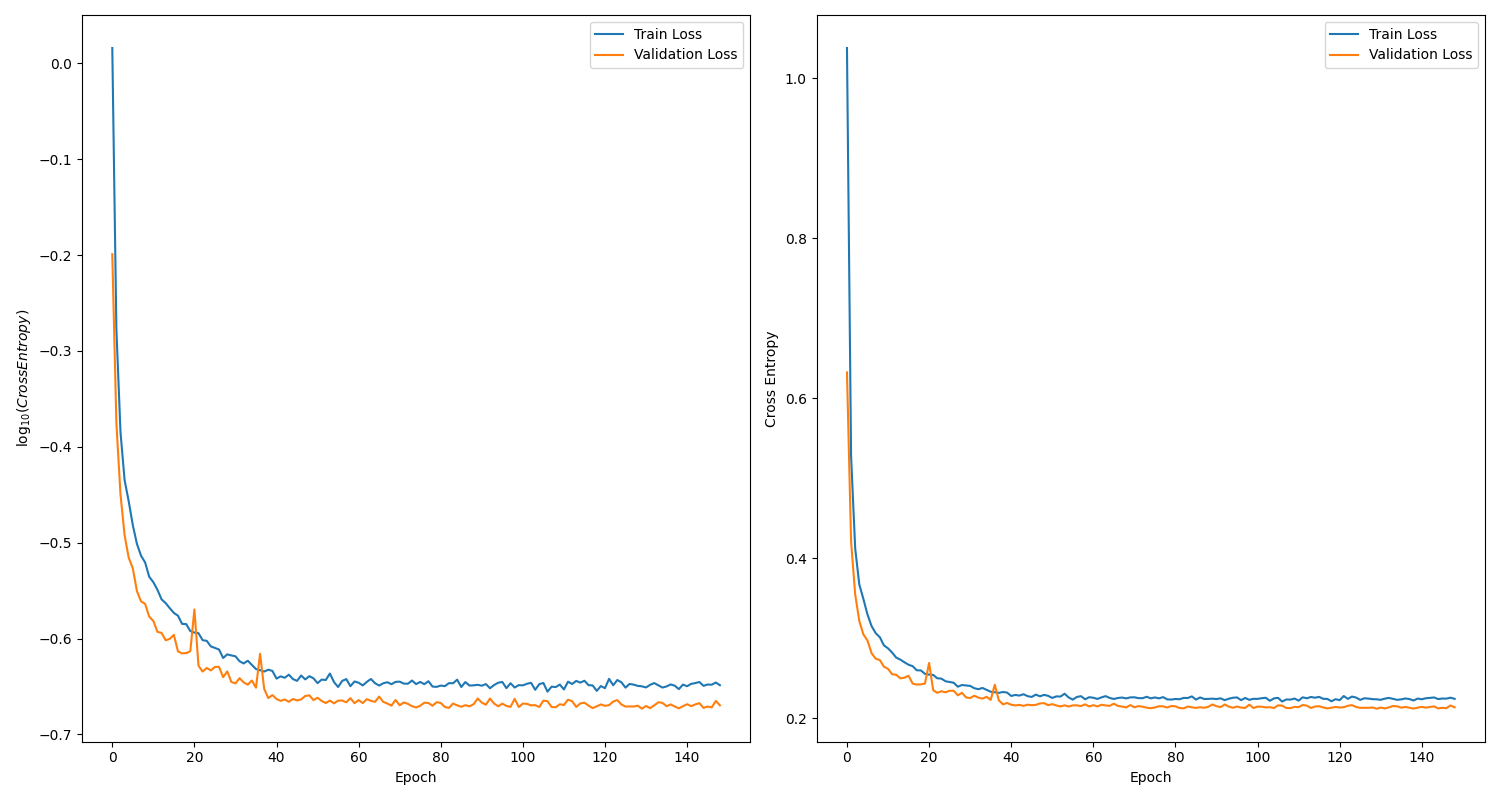 Train Loss
Validation Loss
0.0
−0.1
−0.2
−0.3
−0.4
−0.5
−0.6
−0.7
log₁₀(CrossEntropy)
0 20 40 60 80 100 120 140
Epoch
Train Loss
Validation Loss
1.0
0.8
0.6
0.4
0.2
Cross Entropy
0 20 40 60 80 100 120 140
Epoch